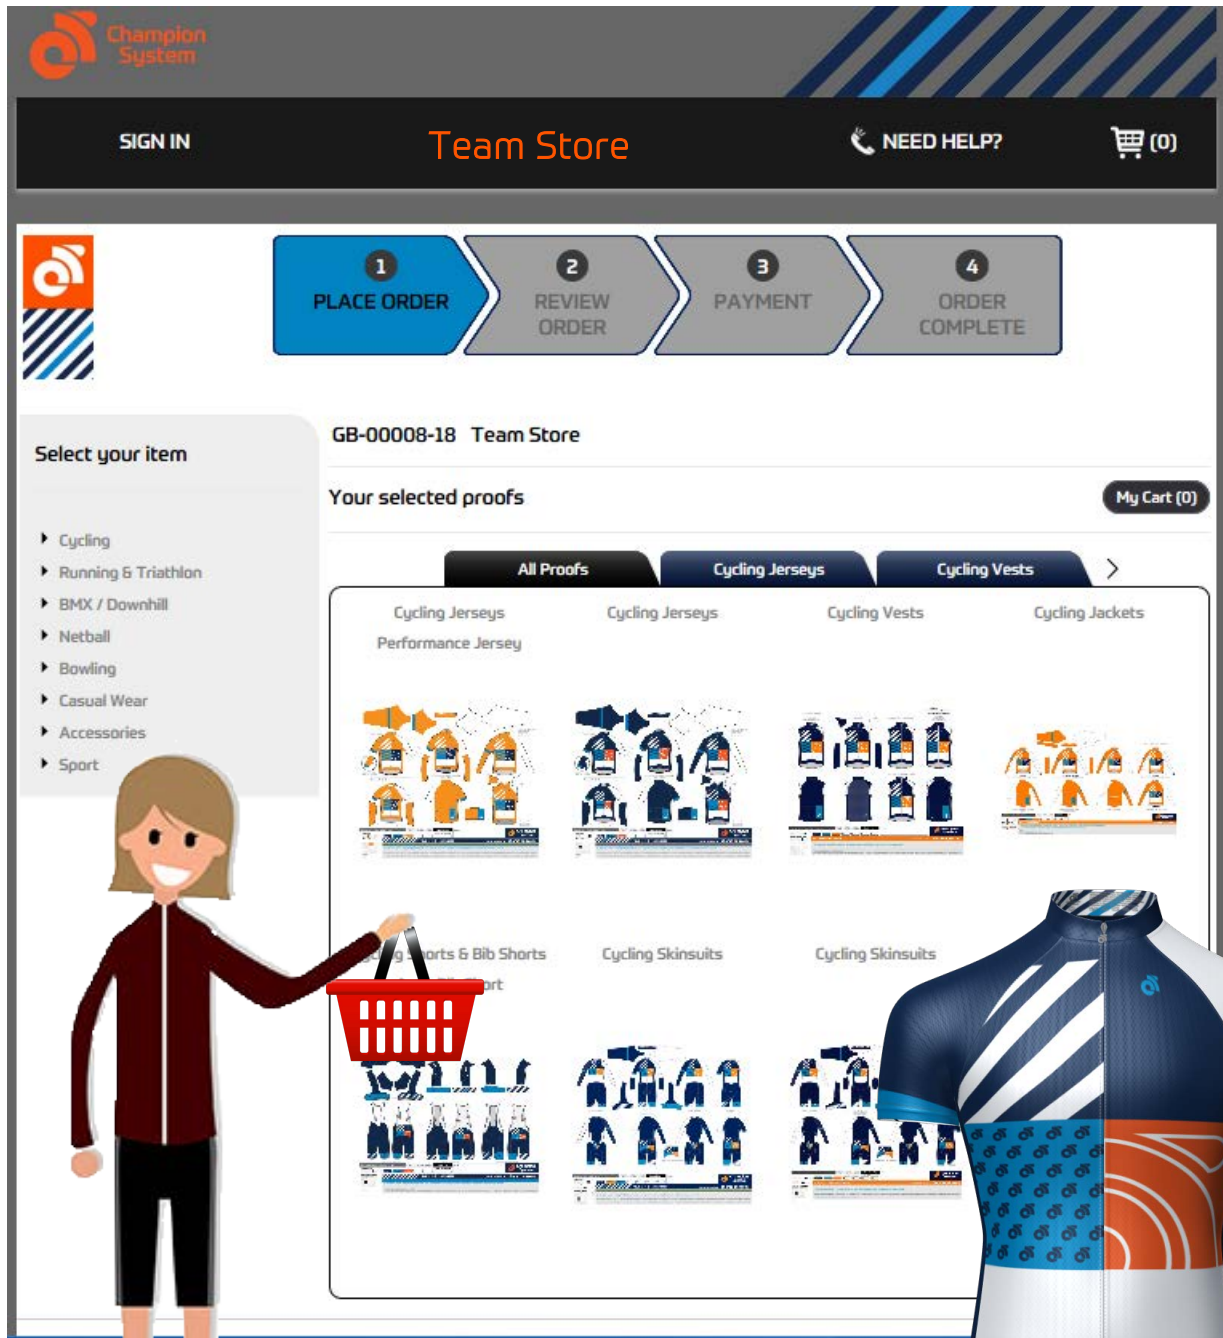 Champion
System
SIGN IN
Team Store
NEED HELP?
(0)
1
PLACE ORDER
2
REVIEW
ORDER
3
PAYMENT
4
ORDER
COMPLETE
Select your item
Cycling
Running & Triathlon
BMX / Downhill
Netball
Bowling
Casual Wear
Accessories
Sport
GB-00008-18 Team Store
Your selected proofs
My Cart (0)
All Proofs
Cycling Jerseys
Cycling Vests
Cycling Jerseys
Performance Jersey
Cycling Jerseys
Cycling Vests
Cycling Jackets
& Bib Shorts
Cycling Skinsuits
Cycling Skinsuits